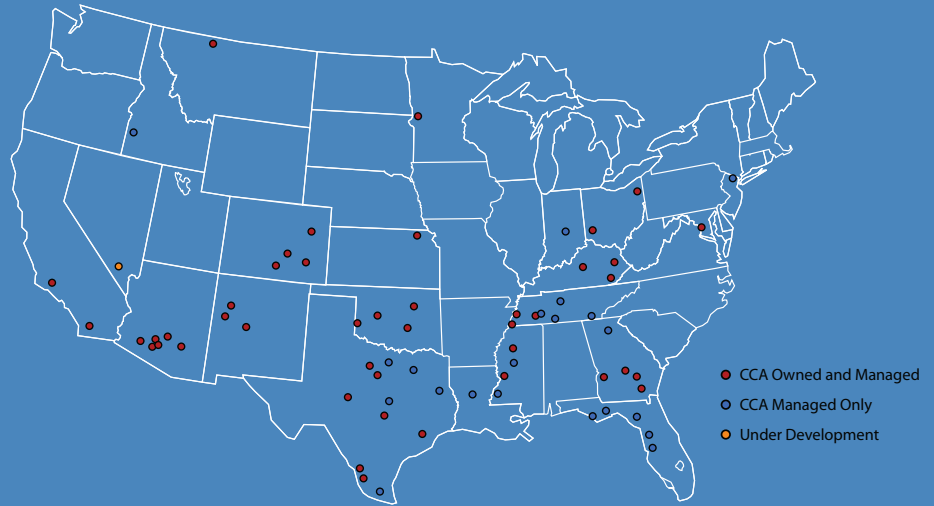 CCA Owned and Managed
CCA Managed Only
Under Development